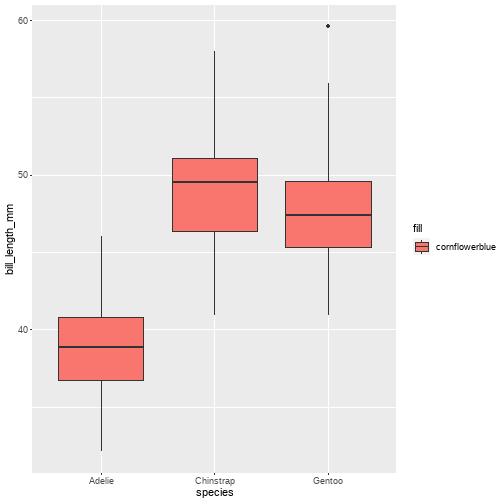 60
50
40
bill_length_mm
Adelie
Chinstrap
Gentoo
species
fill
cornflowerblue